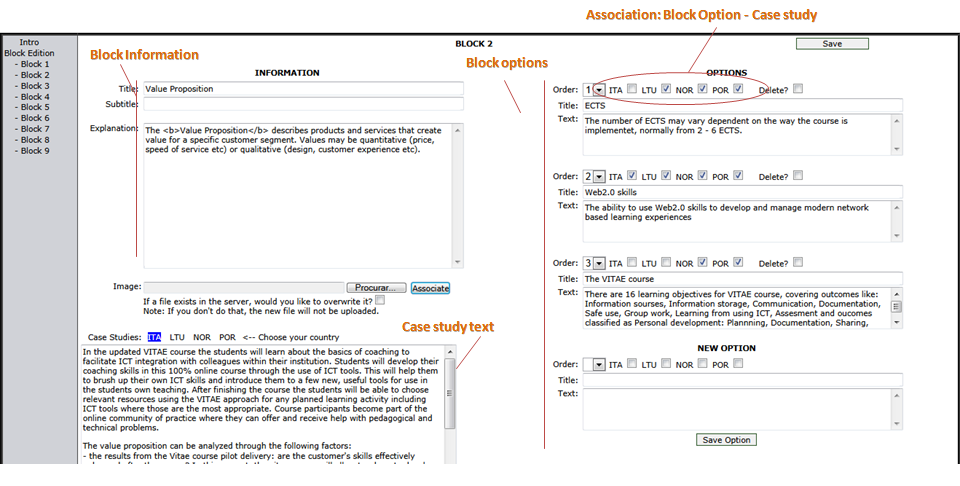 Association: Block Option - Case study
Intro
Block Edition
- Block 1
- Block 2
- Block 3
- Block 4
- Block 5
- Block 6
- Block 7
- Block 8
- Block 9
BLOCK 2
Save
Block Information
Block options
INFORMATION
Title: Value Proposition
Subtitle:
Explanation: The <b>Value Proposition</b> describes products and services that create
value for a specific customer segment. Values may be quantitative (price,
speed of service etc) or qualitative (design, customer experience etc).
Image: Procurar... Associate
If a file exists in the server, would you like to overwrite it?
Note: If you don't do that, the new file will not be uploaded.
Case study text
Case Studies: ITA LTU NOR POR <-- Choose your country
In the updated VITAE course the students will learn about the basics of coaching to
facilitate ICT integration with colleagues within their institution. Students will develop their
coaching skills in this 100% online course through the use of ICT tools. This will help them
to brush up their own ICT skills and introduce them to a few new, useful tools for use in
the students own teaching. After finishing the course the students will be able to choose
relevant resources using the VITAE approach for any planned learning activity including
ICT tools where those are the most appropriate. Course participants become part of the
online community of practice where they can offer and receive help with pedagogical and
technical problems.
The value proposition can be analyzed through the following factors:
- the results from the Vitae course pilot delivery: are the customer's skills effectively
OPTIONS
Order: 1 ITA LTU NOR POR Delete?
Title: ECTS
Text: The number of ECTS may vary dependent on the way the course is
implementet, normally from 2 - 6 ECTS.
Order: 2 ITA LTU NOR POR Delete?
Title: Web2.0 skills
Text: The ability to use Web2.0 skills to develop and manage modern network
based learning experiences
Order: 3 ITA LTU NOR POR Delete?
Title: The VITAE course
Text: There are 16 learning objectives for VITAE course, covering outcomes like:
Information sourses, Information storage, Communication, Documentation,
Safe use, Group work, Learning from using ICT, Assesment and oucomes
classified as Personal development: Plannning, Documentation, Sharing,
NEW OPTION
Order: ITA LTU NOR POR
Title:
Text:
Save Option